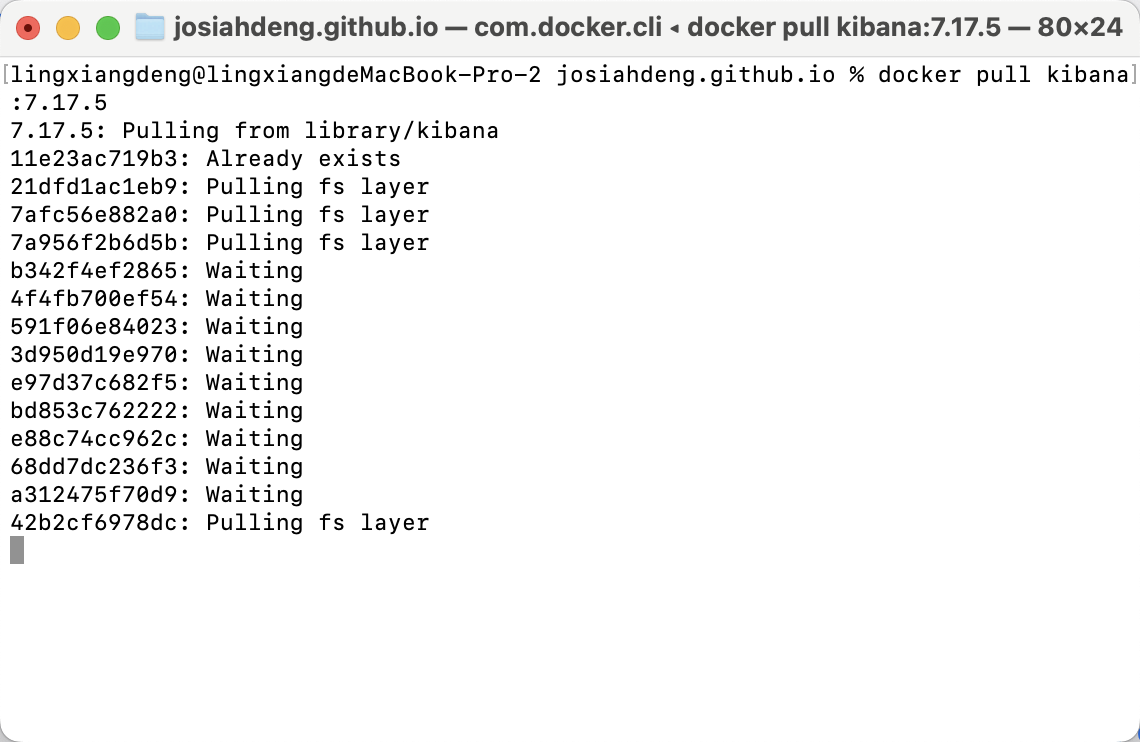 josiahdeng.github.io — com.docker.cli ◂ docker pull kibana:7.17.5 — 80×24
[lingxiangdeng@lingxiangdeMacBook-Pro-2 josiahdeng.github.io % docker pull kibana]
:7.17.5
7.17.5: Pulling from library/kibana
11e23ac719b3: Already exists
21dfd1ac1eb9: Pulling fs layer
7afc56e882a0: Pulling fs layer
7a956f2b6d5b: Pulling fs layer
b342f4ef2865: Waiting
4f4fb700ef54: Waiting
591f06e84023: Waiting
3d950d19e970: Waiting
e97d37c682f5: Waiting
bd853c762222: Waiting
e88c74cc962c: Waiting
68dd7dc236f3: Waiting
a312475f70d9: Waiting
42b2cf6978dc: Pulling fs layer